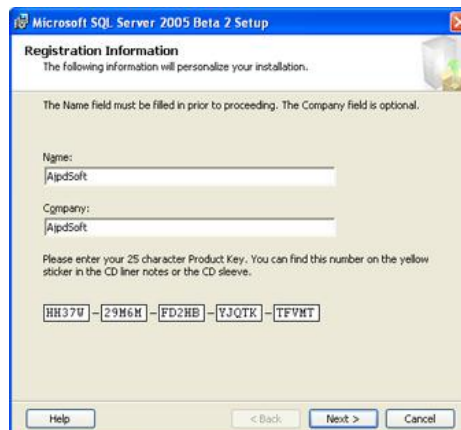 Microsoft SQL Server 2005 Beta 2 Setup
Registration Information
The following information will personalize your installation.
The Name field must be filled in prior to proceeding. The Company field is optional.
Name:
AjpdSoft
Company:
AjpdSoft
Please enter your 25 character Product Key. You can find this number on the yellow
sticker in the CD liner notes or the CD sleeve.
HH37W - 29M6M - FD2HB - YJQTK - TFVMT
Help < Back Next > Cancel